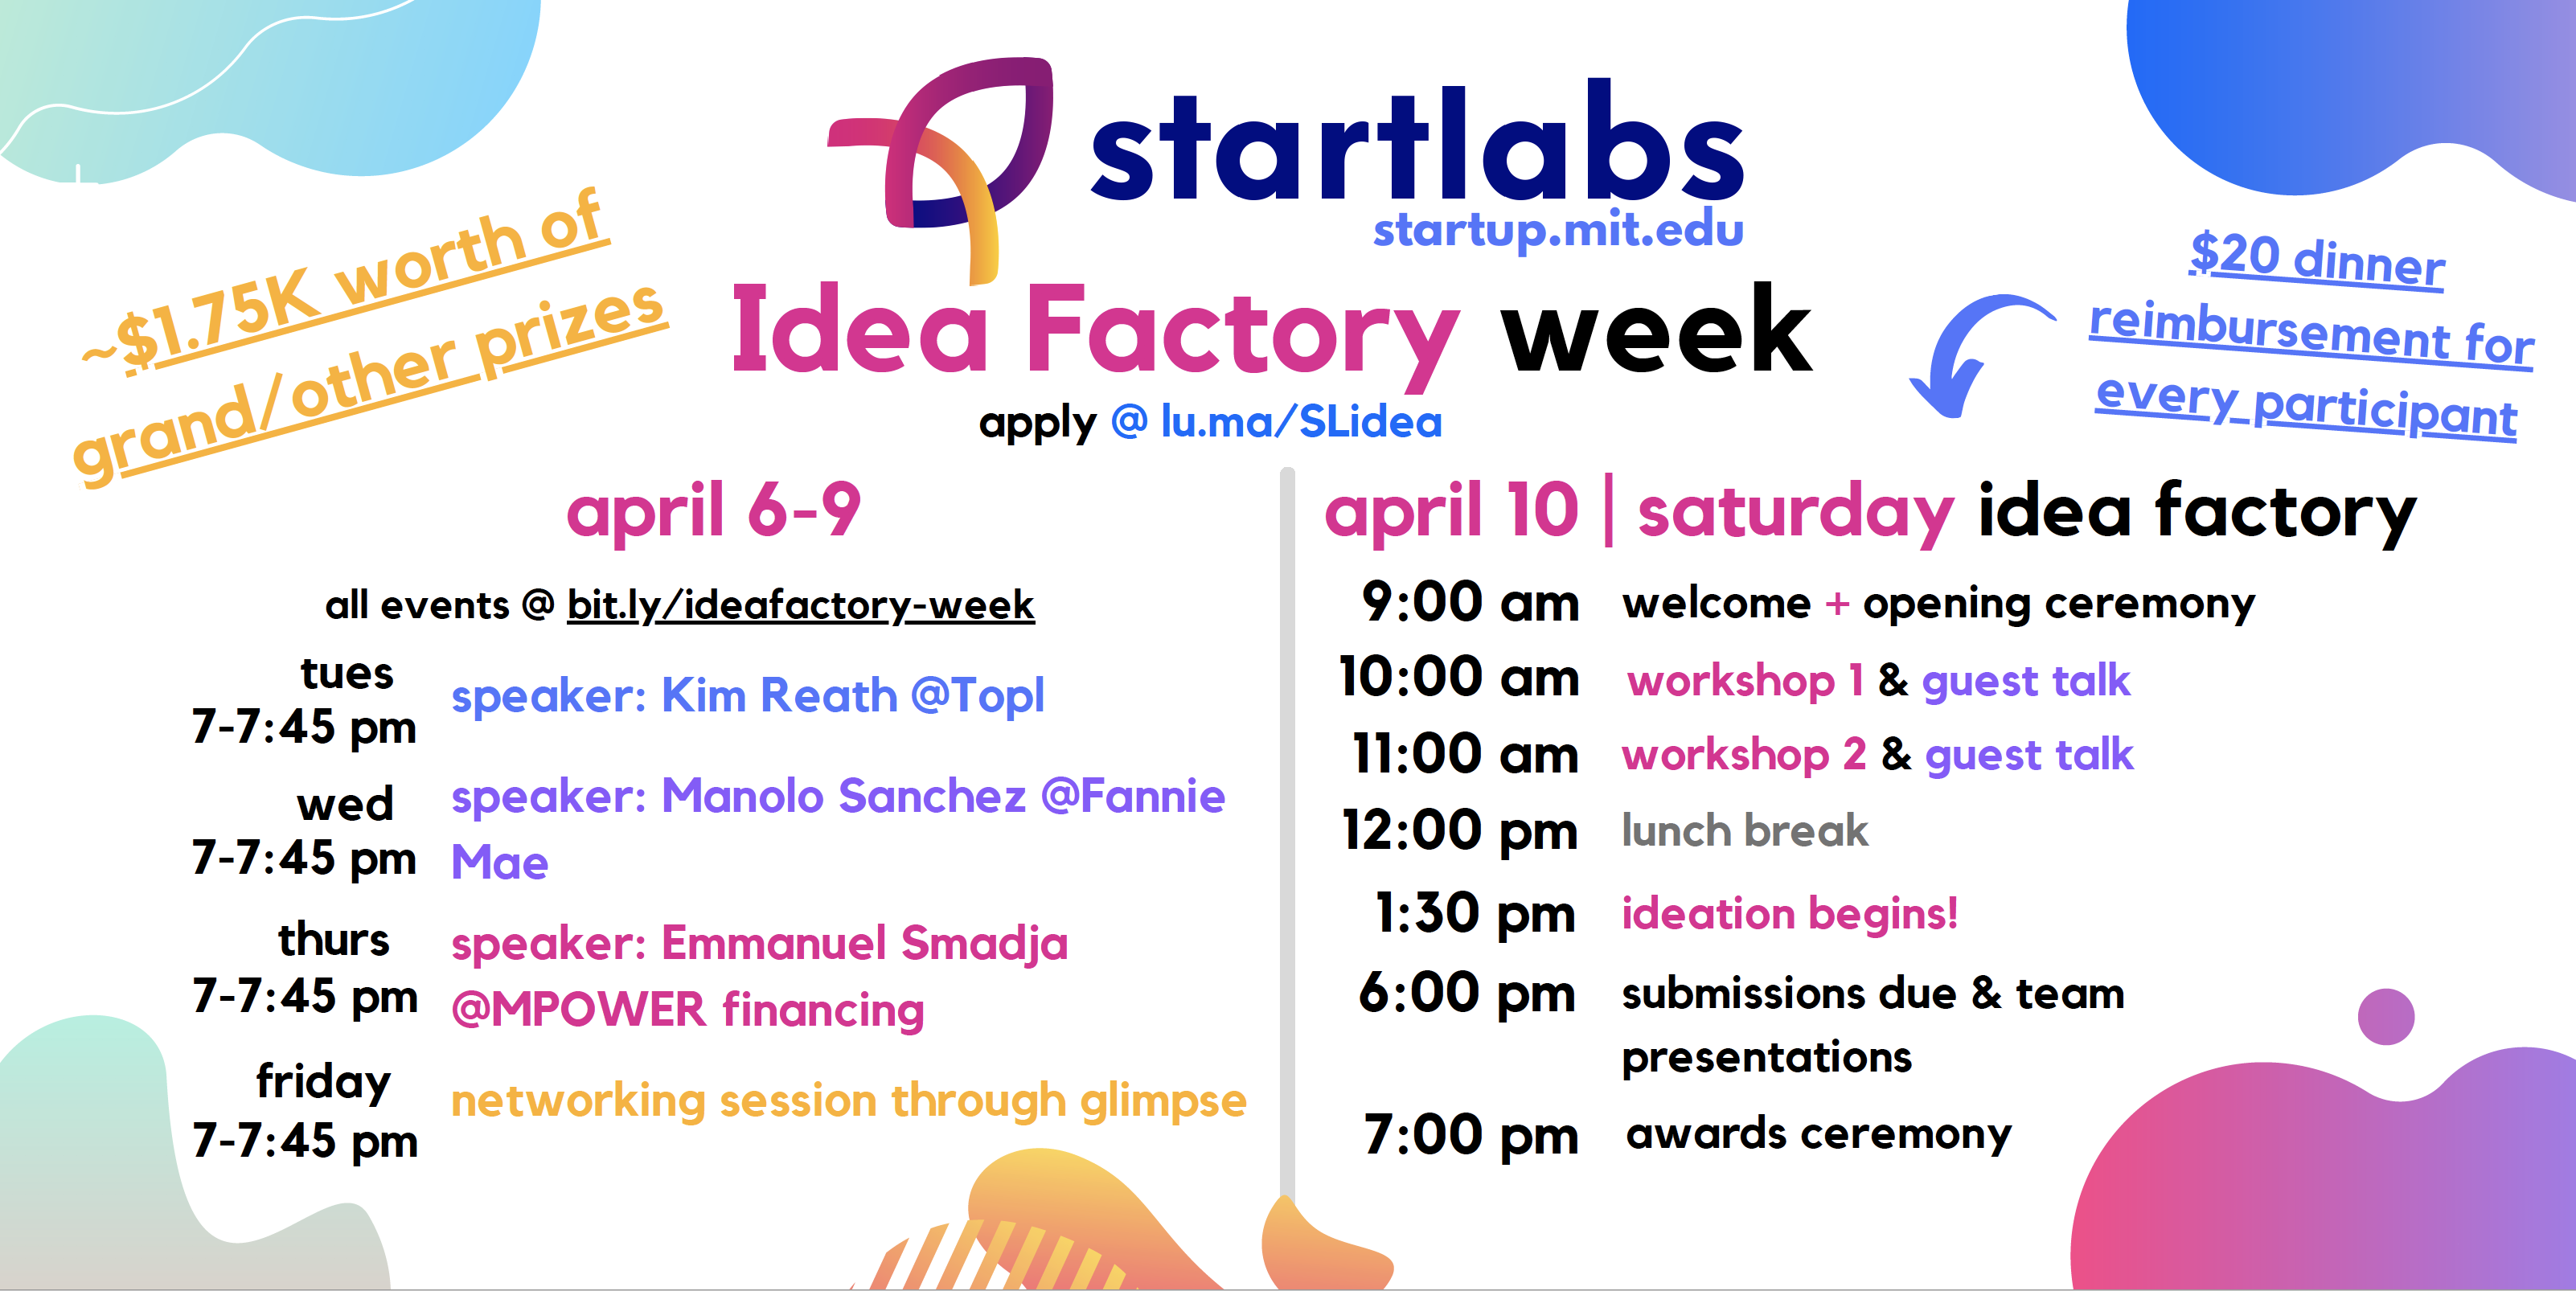 startlabs
startup.mit.edu
~$1.75K worth of
grand/other prizes
Idea Factory week
apply @ lu.ma/SLidea
$20 dinner
reimbursement for
every participant
april 6-9
all events @ bit.ly/ideafactory-week
tues
7-7:45 pm
speaker: Kim Reath @Topl
wed
7-7:45 pm
speaker: Manolo Sanchez @Fannie
Mae
thurs
7-7:45 pm
speaker: Emmanuel Smadja
@MPOWER financing
friday
7-7:45 pm
networking session through glimpse
april 10 | saturday idea factory
9:00 am welcome + opening ceremony
10:00 am workshop 1 & guest talk
11:00 am workshop 2 & guest talk
12:00 pm lunch break
1:30 pm ideation begins!
6:00 pm submissions due & team
presentations
7:00 pm awards ceremony